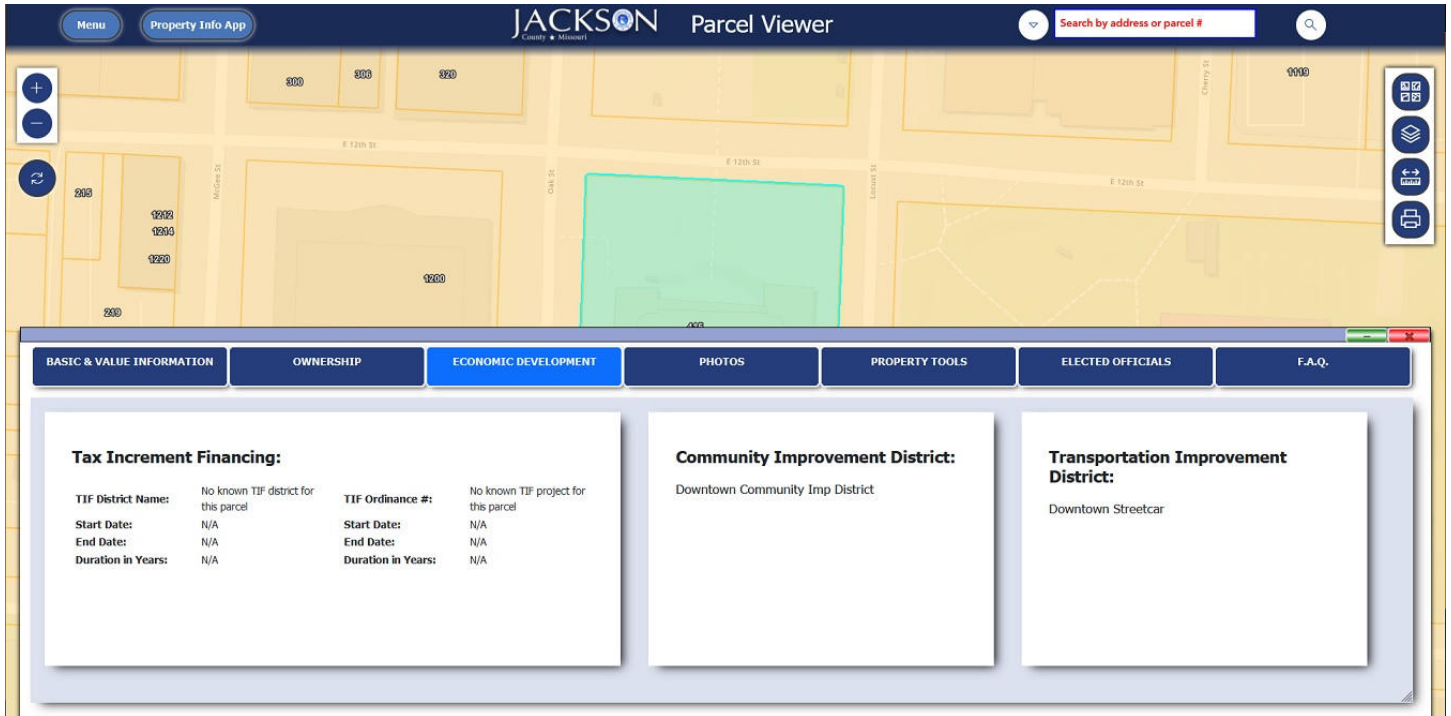 Menu
Property Info App
JACKSON
County ★ Missouri
Parcel Viewer
Search by address or parcel #
300
306
320
Cherry St
1119
E 12th St
E 12th St
E 12th St
McGee St
Oak St
Locust St
215
1212
1214
1220
1200
219
BASIC & VALUE INFORMATION
OWNERSHIP
ECONOMIC DEVELOPMENT
PHOTOS
PROPERTY TOOLS
ELECTED OFFICIALS
F.A.Q.
Tax Increment Financing:
TIF District Name: No known TIF district for this parcel
Start Date: N/A
End Date: N/A
Duration in Years: N/A
TIF Ordinance #: No known TIF project for this parcel
Start Date: N/A
End Date: N/A
Duration in Years: N/A
Community Improvement District:
Downtown Community Imp District
Transportation Improvement
District:
Downtown Streetcar